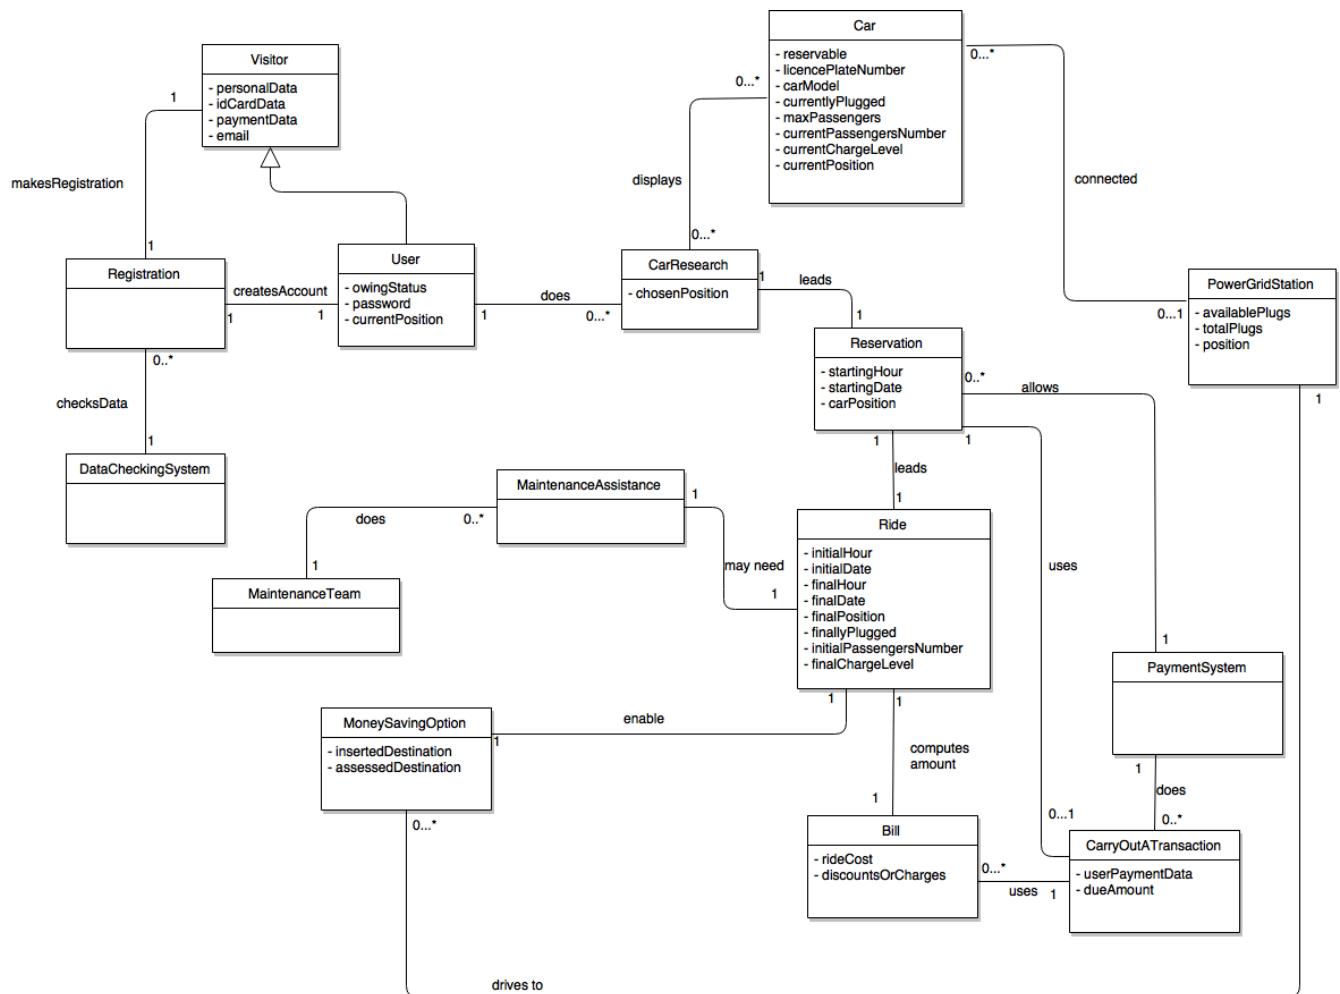 Car
- reservable
- licencePlateNumber
- carModel
- currentlyPlugged
- maxPassengers
- currentPassengersNumber
- currentChargeLevel
- currentPosition
0...*
0...*
Visitor
- personalData
- idCardData
- paymentData
- email
1
makesRegistration
displays
connected
1
0...*
Registration
createsAccount
1
1
User
- owingStatus
- password
- currentPosition
does
1
0...*
CarResearch
- chosenPosition
1
leads
1
PowerGridStation
- availablePlugs
- totalPlugs
- position
0...1
1
Reservation
- startingHour
- startingDate
- carPosition
0..*
allows
1
1
0..*
checksData
1
DataCheckingSystem
leads
1
MaintenanceAssistance
1
does
0..*
1
MaintenanceTeam
may need
1
Ride
- initialHour
- initialDate
- finalHour
- finalDate
- finalPosition
- finallyPlugged
- initialPassengersNumber
- finalChargeLevel
uses
1
PaymentSystem
1
1
enable
1
MoneySavingOption
- insertedDestination
- assessedDestination
0...*
computes
amount
1
1
does
0..*
0...1
Bill
- rideCost
- discountsOrCharges
0...*
uses
1
CarryOutATransaction
- userPaymentData
- dueAmount
drives to